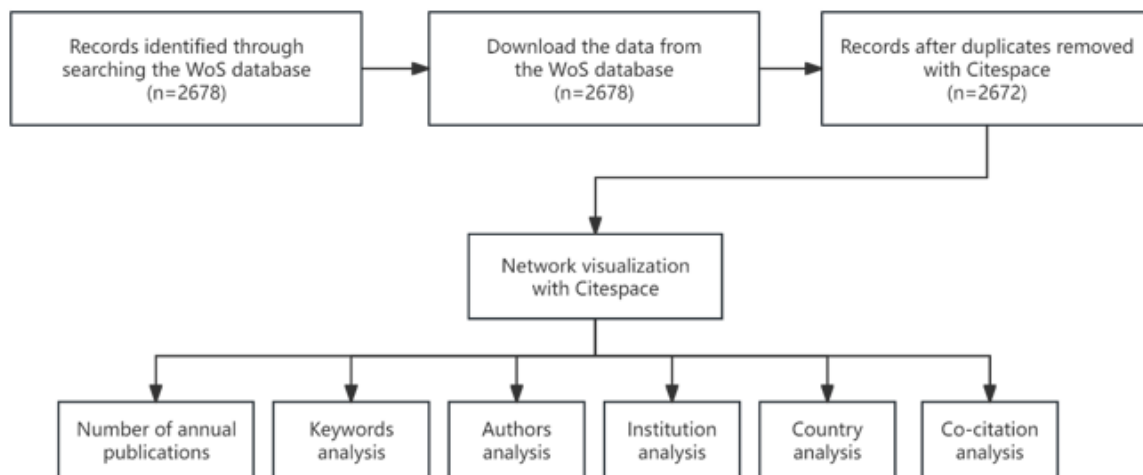 Records identified through
searching the WoS database
(n=2678)
Download the data from
the WoS database
(n=2678)
Records after duplicates removed
with Citespace
(n=2672)
Network visualization
with Citespace
Number of annual
publications
Keywords
analysis
Authors
analysis
Institution
analysis
Country
analysis
Co-citation
analysis